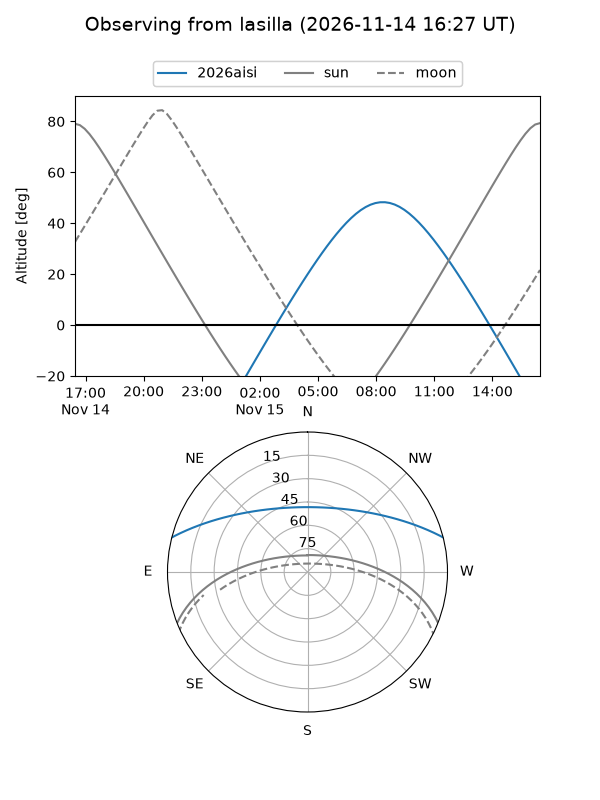 Observing from lasilla (2026-11-14 16:27 UT)
2026aisi sun moon
80
60
40
20
0
−20
Altitude [deg]
17:00 20:00 23:00 02:00 05:00 08:00 11:00 14:00
Nov 14 Nov 15
N
NE NW
15
30
45
60
75
E W
SE SW
S